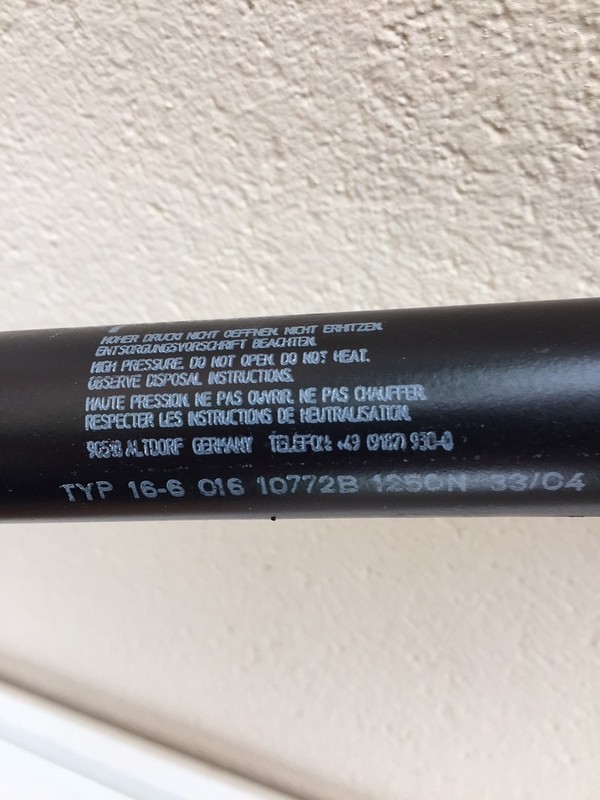 HOHER DRUCK! NICHT OEFFNEN. NICHT ERHITZEN.
ENTSORGUNGSVORSCHRIFT BEACHTEN.
HIGH PRESSURE. DO NOT OPEN. DO NOT HEAT.
OBSERVE DISPOSAL INSTRUCTIONS.
HAUTE PRESSION. NE PAS OUVRIR. NE PAS CHAUFFER.
RESPECTER LES INSTRUCTIONS DE NEUTRALISATION.
90518 ALTDORF GERMANY TELEFON: +49 (9187) 930-0
TYP 16-6 016 10772B 1250N 33/04